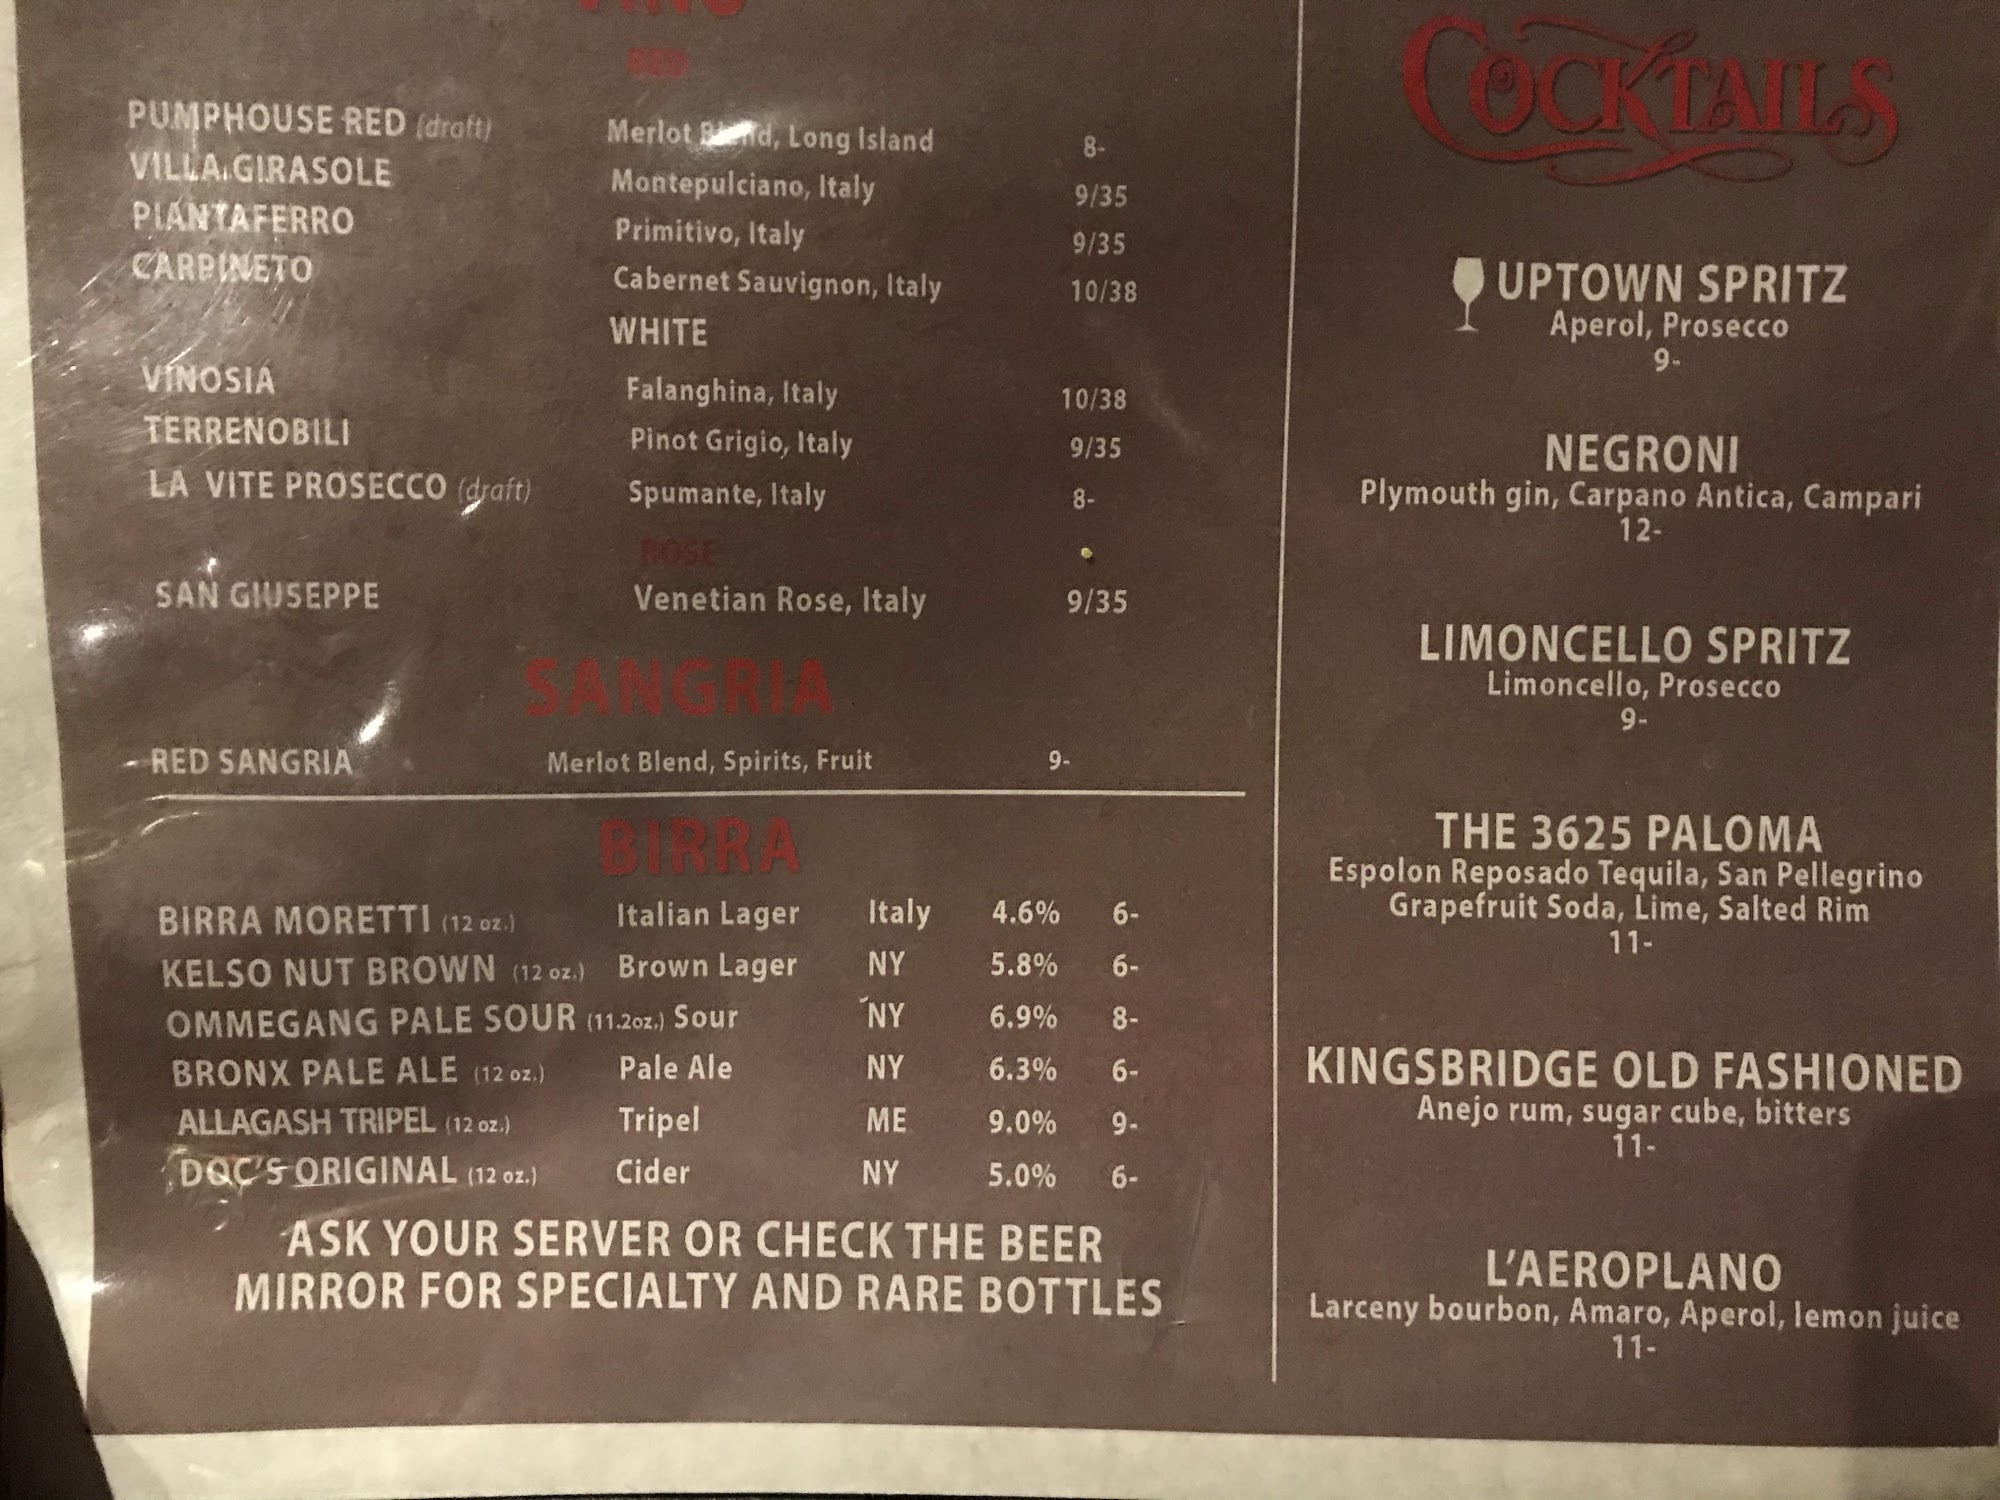 VINO
RED
PUMPHOUSE RED (draft) Merlot Blend, Long Island 8-
VILLA GIRASOLE Montepulciano, Italy 9/35
PIANTAFERRO Primitivo, Italy 9/35
CARPINETO Cabernet Sauvignon, Italy 10/38
WHITE
VINOSIA Falanghina, Italy 10/38
TERRENOBILI Pinot Grigio, Italy 9/35
LA VITE PROSECCO (draft) Spumante, Italy 8-
ROSE
SAN GIUSEPPE Venetian Rose, Italy 9/35
SANGRIA
RED SANGRIA Merlot Blend, Spirits, Fruit 9-
BIRRA
BIRRA MORETTI (12 oz.) Italian Lager Italy 4.6% 6-
KELSO NUT BROWN (12 oz.) Brown Lager NY 5.8% 6-
OMMEGANG PALE SOUR (11.2oz.) Sour NY 6.9% 8-
BRONX PALE ALE (12 oz.) Pale Ale NY 6.3% 6-
ALLAGASH TRIPEL (12 oz.) Tripel ME 9.0% 9-
DOC'S ORIGINAL (12 oz.) Cider NY 5.0% 6-
ASK YOUR SERVER OR CHECK THE BEER
MIRROR FOR SPECIALTY AND RARE BOTTLES
COCKTAILS
UPTOWN SPRITZ
Aperol, Prosecco
9-
NEGRONI
Plymouth gin, Carpano Antica, Campari
12-
LIMONCELLO SPRITZ
Limoncello, Prosecco
9-
THE 3625 PALOMA
Espolon Reposado Tequila, San Pellegrino
Grapefruit Soda, Lime, Salted Rim
11-
KINGSBRIDGE OLD FASHIONED
Anejo rum, sugar cube, bitters
11-
L'AEROPLANO
Larceny bourbon, Amaro, Aperol, lemon juice
11-